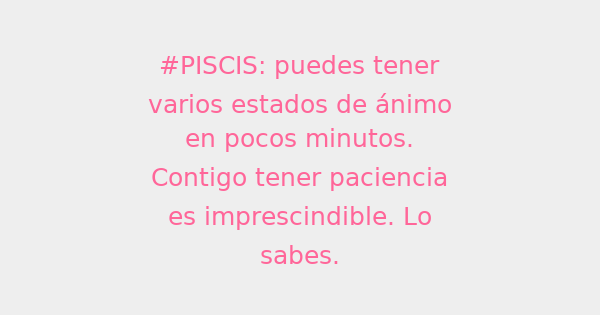 #PISCIS: puedes tener
varios estados de ánimo
en pocos minutos.
Contigo tener paciencia
es imprescindible. Lo
sabes.